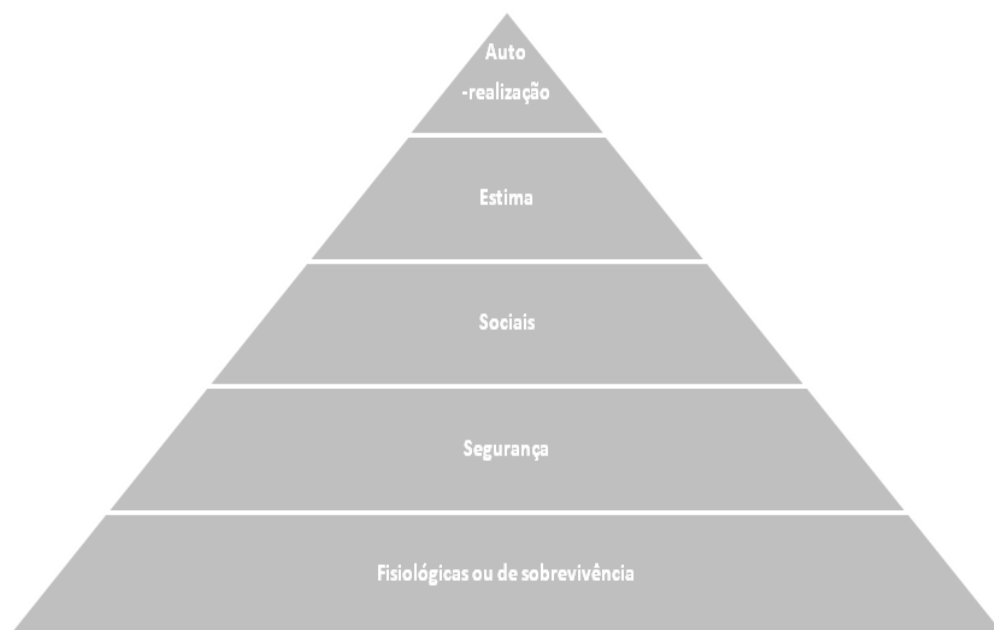 Auto
-realização
Estima
Sociais
Segurança
Fisiológicas ou de sobrevivência